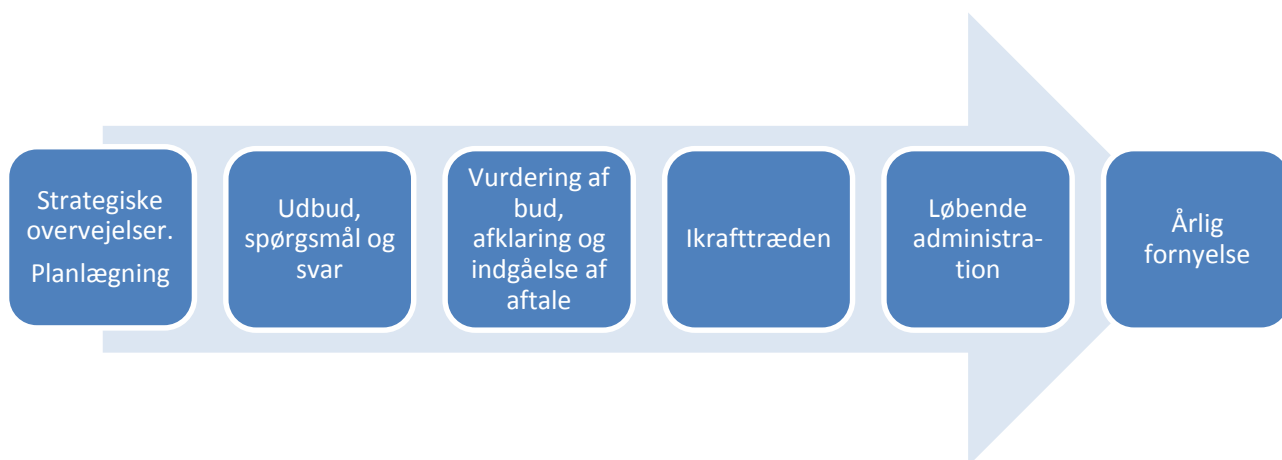 Strategiske
overvejelser.
Planlægning
Udbud,
spørgsmål og
svar
Vurdering af
bud,
afklaring og
indgåelse af
aftale
Ikrafttræden
Løbende
administra-
tion
Årlig
fornyelse